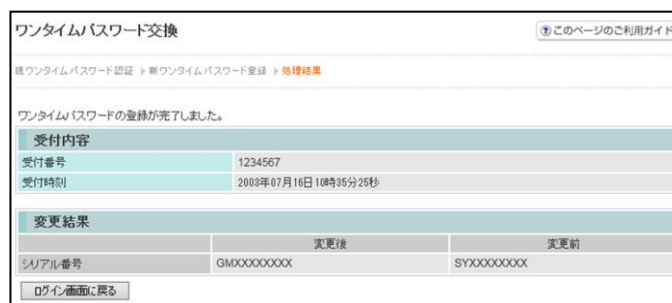 ワンタイムパスワード交換
?このページのご利用ガイド
現ワンタイムパスワード認証 ▶新ワンタイムパスワード登録 ▶処理結果
ワンタイムパスワードの登録が完了しました。
受付内容
受付番号 1234567
受付時刻 2003年07月16日10時35分25秒
変更結果
変更後 変更前
シリアル番号 GMXXXXXXXX SYXXXXXXXX
ログイン画面に戻る